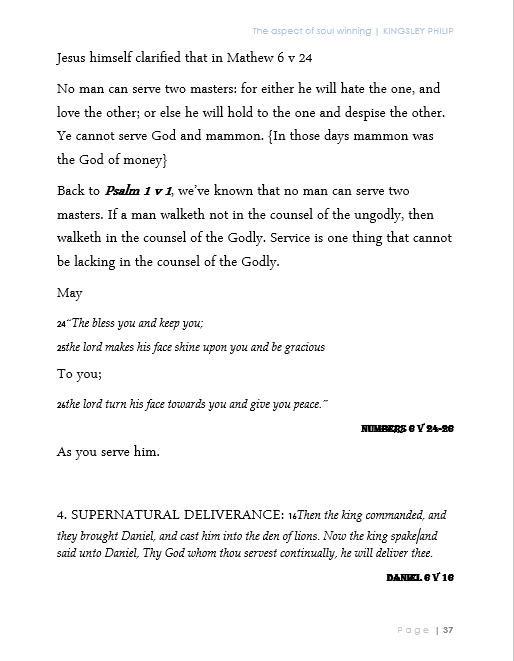 The aspect of soul winning | KINGSLEY PHILIP
Jesus himself clarified that in Mathew 6 v 24
No man can serve two masters: for either he will hate the one, and
love the other; or else he will hold to the one and despise the other.
Ye cannot serve God and mammon. {In those days mammon was
the God of money}
Back to Psalm 1 v 1, we've known that no man can serve two
masters. If a man walketh not in the counsel of the ungodly, then
walketh in the counsel of the Godly. Service is one thing that cannot
be lacking in the counsel of the Godly.
May
24"The bless you and keep you;
25the lord makes his face shine upon you and be gracious
To you;
26the lord turn his face towards you and give you peace."
NUMBERS 6 V 24-26
As you serve him.
4. SUPERNATURAL DELIVERANCE: 16Then the king commanded, and
they brought Daniel, and cast him into the den of lions. Now the king spake/and
said unto Daniel, Thy God whom thou servest continually, he will deliver thee.
DANIEL 6 V 16
Page | 37